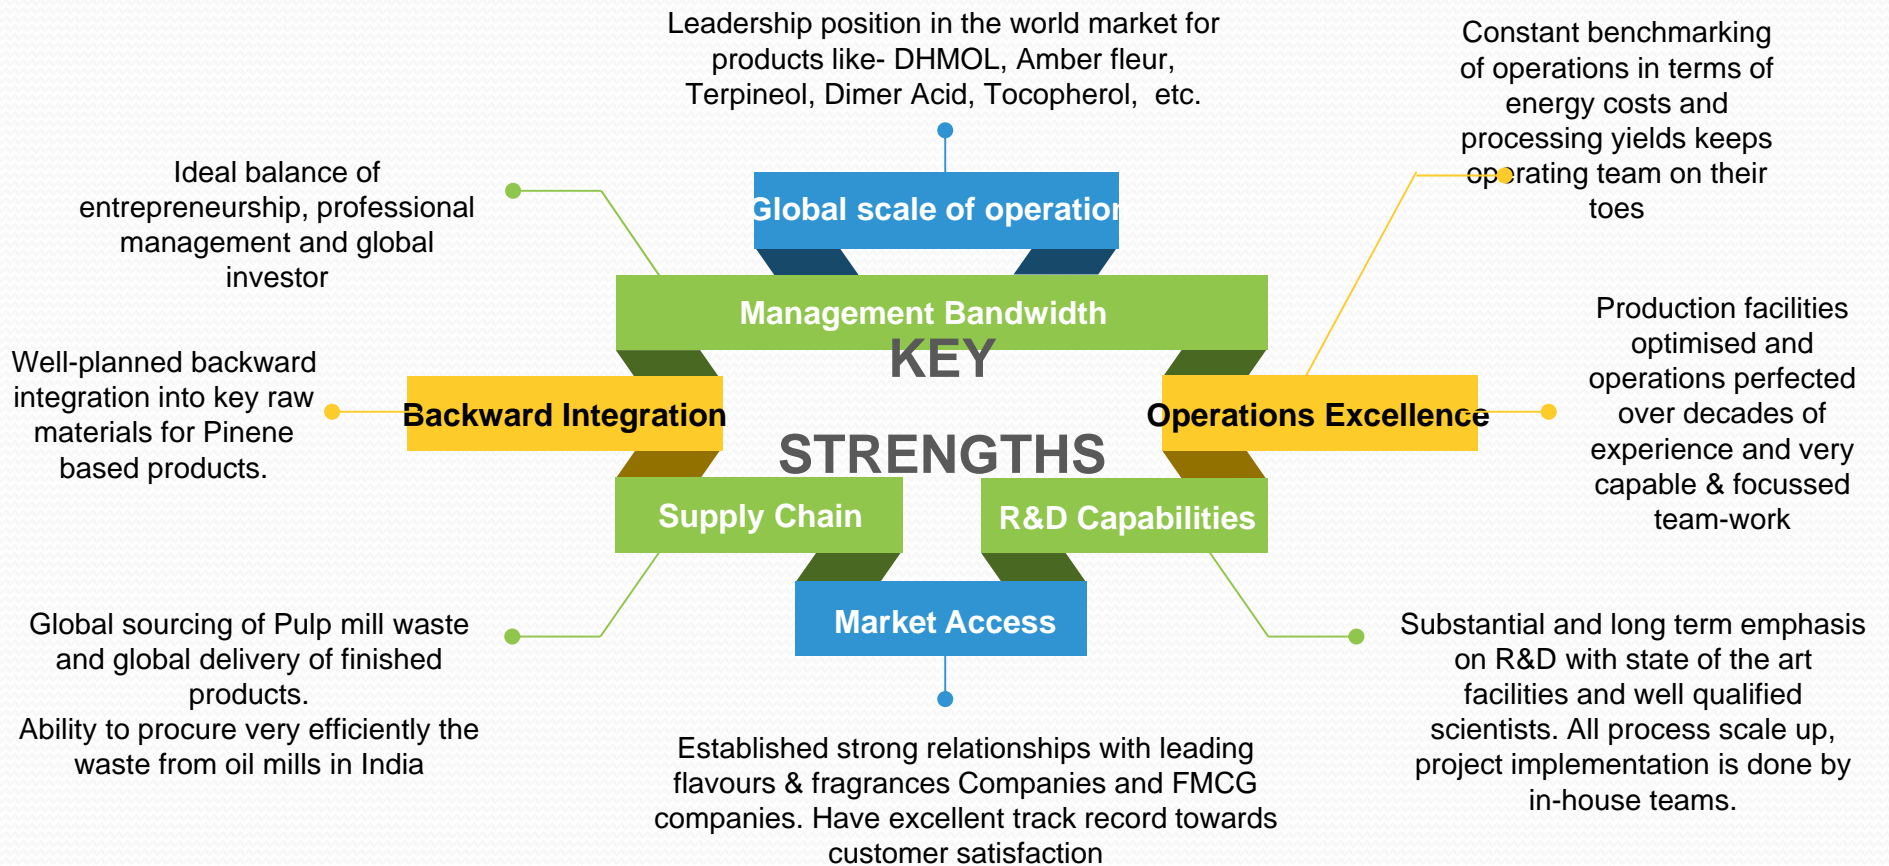 Leadership position in the world market for
products like- DHMOL, Amber fleur,
Terpineol, Dimer Acid, Tocopherol,  etc.
Constant benchmarking
of operations in terms of
energy costs and
processing yields keeps
operating team on their
toes
Ideal balance of
entrepreneurship, professional
management and global
investor
Global scale of operation
Management Bandwidth
KEY
STRENGTHS
Production facilities
optimised and
operations perfected
over decades of
experience and very
capable & focussed
team-work
Well-planned backward
integration into key raw
materials for Pinene
based products.
Backward Integration
Operations Excellence
Supply Chain
R&D Capabilities
Market Access
Global sourcing of Pulp mill waste
and global delivery of finished
products.
Ability to procure very efficiently the
waste from oil mills in India
Established strong relationships with leading
flavours & fragrances Companies and FMCG
companies. Have excellent track record towards
customer satisfaction
Substantial and long term emphasis
on R&D with state of the art
facilities and well qualified
scientists. All process scale up,
project implementation is done by
in-house teams.